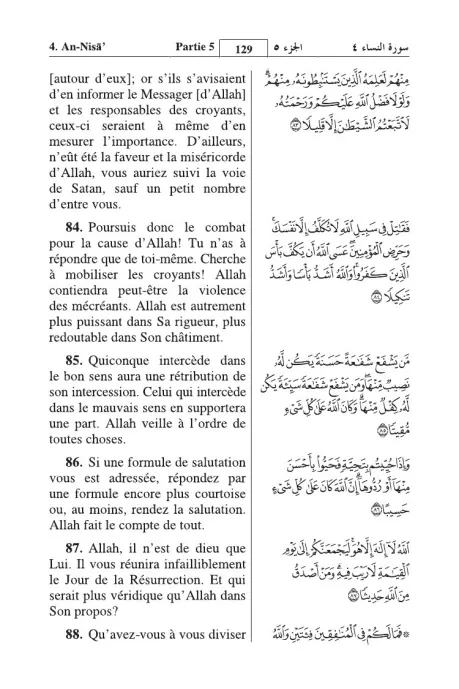 4. An-Nisā’ Partie 5 129 الجزء ٥ سورة النساء ٤
[autour d’eux]; or s’ils s’avisaient
d’en informer le Messager [d’Allah]
et les responsables des croyants,
ceux-ci seraient à même d’en
mesurer l’importance. D’ailleurs,
n’eût été la faveur et la miséricorde
d’Allah, vous auriez suivi la voie
de Satan, sauf un petit nombre
d’entre vous.
84. Poursuis donc le combat
pour la cause d’Allah! Tu n’as à
répondre que de toi-même. Cherche
à mobiliser les croyants! Allah
contiendra peut-être la violence
des mécréants. Allah est autrement
plus puissant dans Sa rigueur, plus
redoutable dans Son châtiment.
85. Quiconque intercède dans
le bon sens aura une rétribution de
son intercession. Celui qui intercède
dans le mauvais sens en supportera
une part. Allah veille à l’ordre de
toutes choses.
86. Si une formule de salutation
vous est adressée, répondez par
une formule encore plus courtoise
ou, au moins, rendez la salutation.
Allah fait le compte de tout.
87. Allah, il n’est de dieu que
Lui. Il vous réunira infailliblement
le Jour de la Résurrection. Et qui
serait plus véridique qu’Allah dans
Son propos?
88. Qu’avez-vous à vous diviser
مِنْهُمْ لَعَلِمَهُ ٱلَّذِينَ يَسْتَنۢبِطُونَهُۥ مِنْهُمْ ۗ
وَلَوْلَا فَضْلُ ٱللَّهِ عَلَيْكُمْ وَرَحْمَتُهُۥ
لَٱتَّبَعْتُمُ ٱلشَّيْطَٰنَ إِلَّا قَلِيلًا ٨٣
فَقَٰتِلْ فِى سَبِيلِ ٱللَّهِ لَا تُكَلَّفُ إِلَّا نَفْسَكَ ۚ
وَحَرِّضِ ٱلْمُؤْمِنِينَ ۖ عَسَى ٱللَّهُ أَن يَكُفَّ بَأْسَ
ٱلَّذِينَ كَفَرُوا۟ ۚ وَٱللَّهُ أَشَدُّ بَأْسًا وَأَشَدُّ
تَنكِيلًا ٨٤
مَّن يَشْفَعْ شَفَٰعَةً حَسَنَةً يَكُن لَّهُۥ
نَصِيبٌ مِّنْهَا ۖ وَمَن يَشْفَعْ شَفَٰعَةً سَيِّئَةً يَكُن
لَّهُۥ كِفْلٌ مِّنْهَا ۗ وَكَانَ ٱللَّهُ عَلَىٰ كُلِّ شَىْءٍ
مُّقِيتًا ٨٥
وَإِذَا حُيِّيتُم بِتَحِيَّةٍ فَحَيُّوا۟ بِأَحْسَنَ
مِنْهَآ أَوْ رُدُّوهَآ ۗ إِنَّ ٱللَّهَ كَانَ عَلَىٰ كُلِّ شَىْءٍ
حَسِيبًا ٨٦
ٱللَّهُ لَآ إِلَٰهَ إِلَّا هُوَ ۚ لَيَجْمَعَنَّكُمْ إِلَىٰ يَوْمِ
ٱلْقِيَٰمَةِ لَا رَيْبَ فِيهِ ۗ وَمَنْ أَصْدَقُ
مِنَ ٱللَّهِ حَدِيثًا ٨٧
۞ فَمَا لَكُمْ فِى ٱلْمُنَٰفِقِينَ فِئَتَيْنِ وَٱللَّهُ